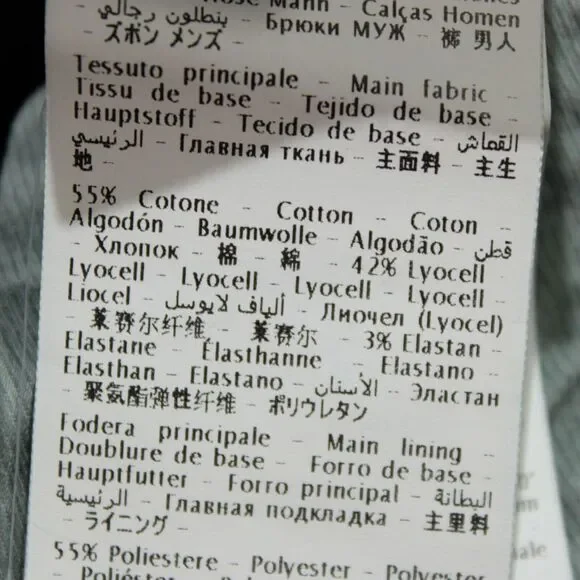 Mann - Calças Homen
- Брюки МУЖ - 裤 男人 - بنطلون رجالي
- ズボン メンズ -
Tessuto principale - Main fabric -
Tissu de base - Tejido de base -
Hauptstoff - Tecido de base - القماش
الرئيسي - Главная ткань - 主面料 - 主生
地 -
55% Cotone - Cotton - Coton -
Algodón - Baumwolle - Algodão - قطن
- Хлопок - 棉 - 綿 - 42% Lyocell -
Lyocell - Lyocell - Lyocell - Lyocell -
Liocel - ألياف لايوسل - Лиочел (Lyocel)
- 莱赛尔纤维 - 莱赛尔 - 3% Elastan -
Elastane - Élasthanne - Elastano -
Elasthan - Elastano - الأسنان - Эластан
- 聚氨酯弹性纤维 - ポリウレタン
Fodera principale - Main lining -
Doublure de base - Forro de base -
Hauptfutter - Forro principal - البطانة
الرئيسية - Главная подкладка - 主里料
- ライニング -
55% Poliestere - Polyester - Polyester